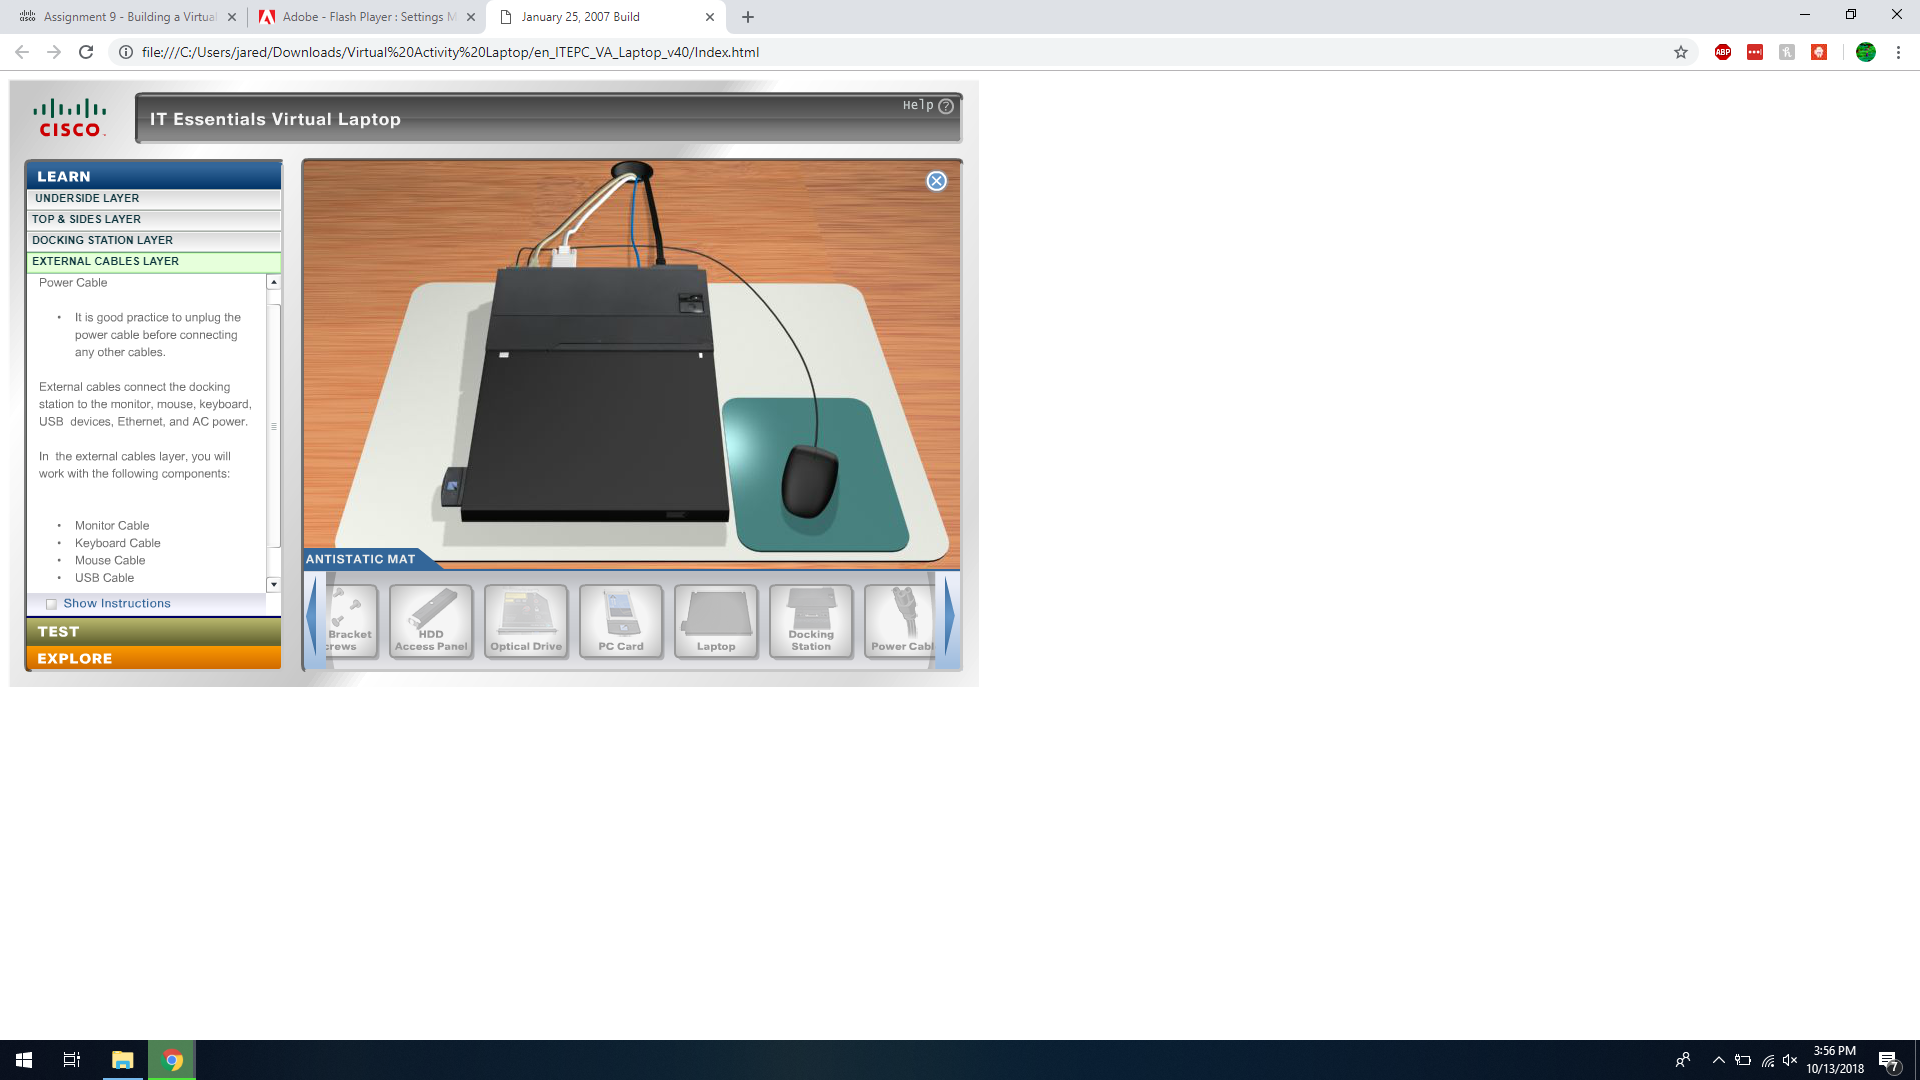 Assignment 9 - Building a Virtual
Adobe - Flash Player : Settings M
January 25, 2007 Build
file:///C:/Users/jared/Downloads/Virtual%20Activity%20Laptop/en_ITEPC_VA_Laptop_v40/Index.html
ABP
CISCO
IT Essentials Virtual Laptop
Help ?
LEARN
UNDERSIDE LAYER
TOP & SIDES LAYER
DOCKING STATION LAYER
EXTERNAL CABLES LAYER
Power Cable
• It is good practice to unplug the
power cable before connecting
any other cables.
External cables connect the docking
station to the monitor, mouse, keyboard,
USB devices, Ethernet, and AC power.
In the external cables layer, you will
work with the following components:
• Monitor Cable
• Keyboard Cable
• Mouse Cable
• USB Cable
Show Instructions
TEST
EXPLORE
ANTISTATIC MAT
Bracket
crews
HDD
Access Panel
Optical Drive
PC Card
Laptop
Docking
Station
Power Cabl
3:56 PM
10/13/2018
7